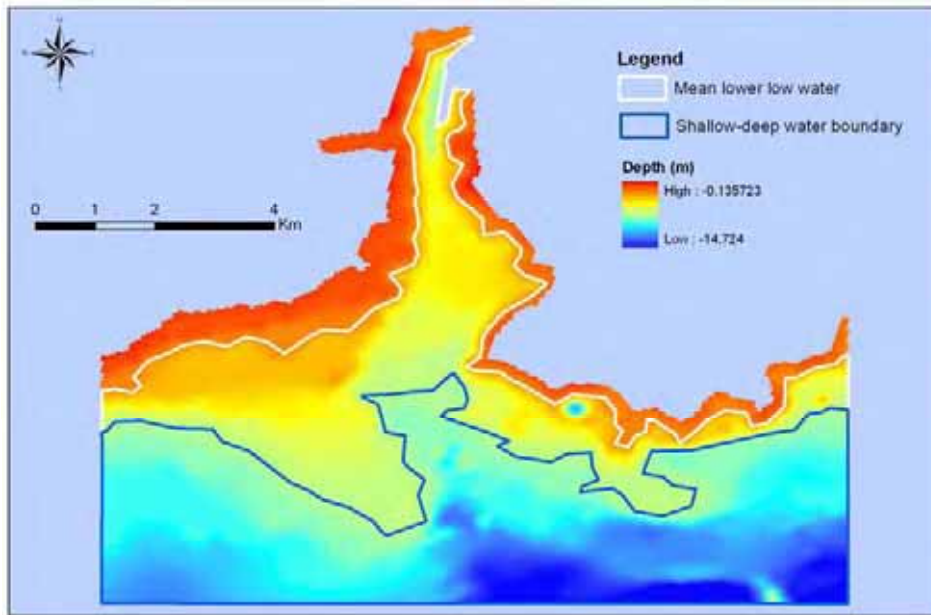 Legend
Mean lower low water
Shallow-deep water boundary
Depth (m)
High : -0.135723
Low : -14.724
0 1 2 4
Km